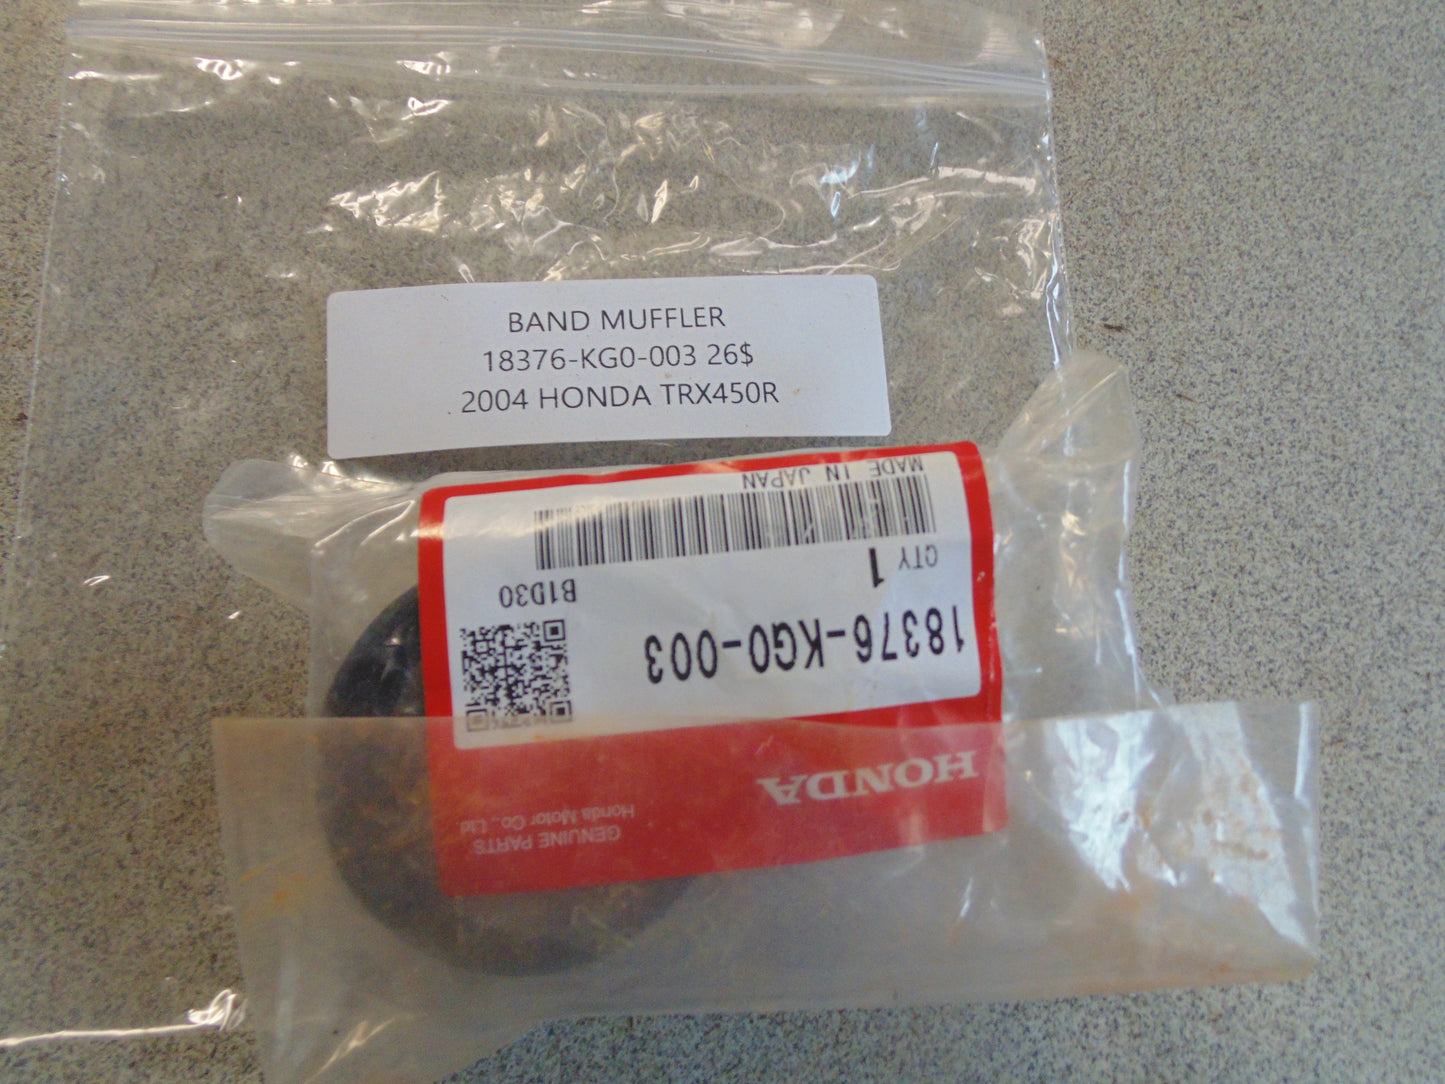 BAND MUFFLER
18376-KG0-003 26$
2004 HONDA TRX450R
HONDA
GENUINE PARTS
Honda Motor Co., Ltd
18376-KG0-003
QTY 1
B1D30
MADE IN JAPAN